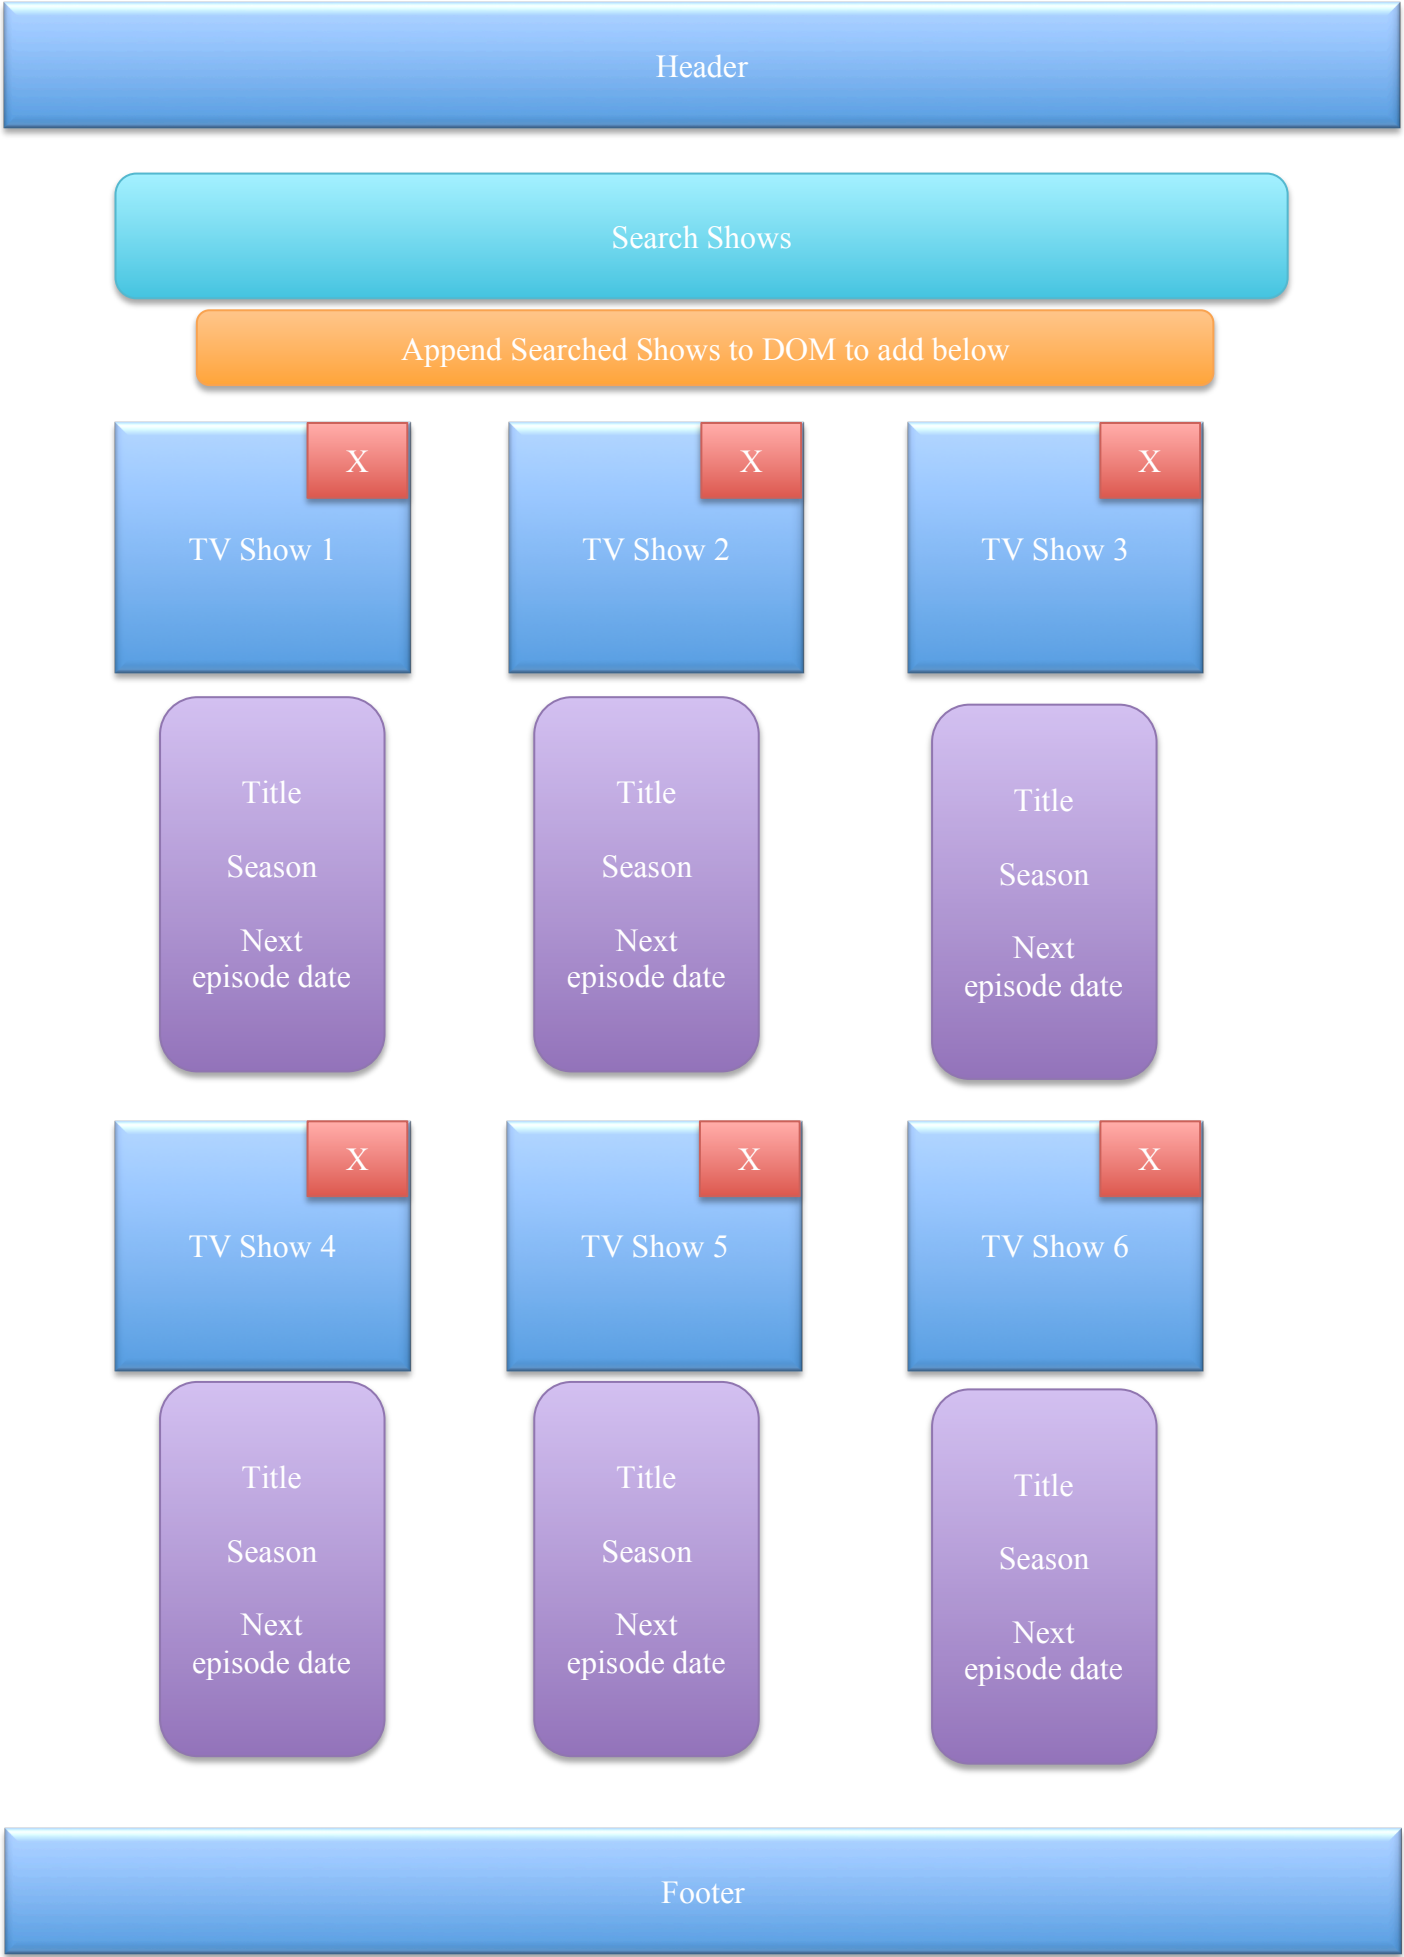 Header
Search Shows
Append Searched Shows to DOM to add below
X
TV Show 1
X
TV Show 2
X
TV Show 3
Title
Season
Next
episode date
Title
Season
Next
episode date
Title
Season
Next
episode date
X
TV Show 4
X
TV Show 5
X
TV Show 6
Title
Season
Next
episode date
Title
Season
Next
episode date
Title
Season
Next
episode date
Footer